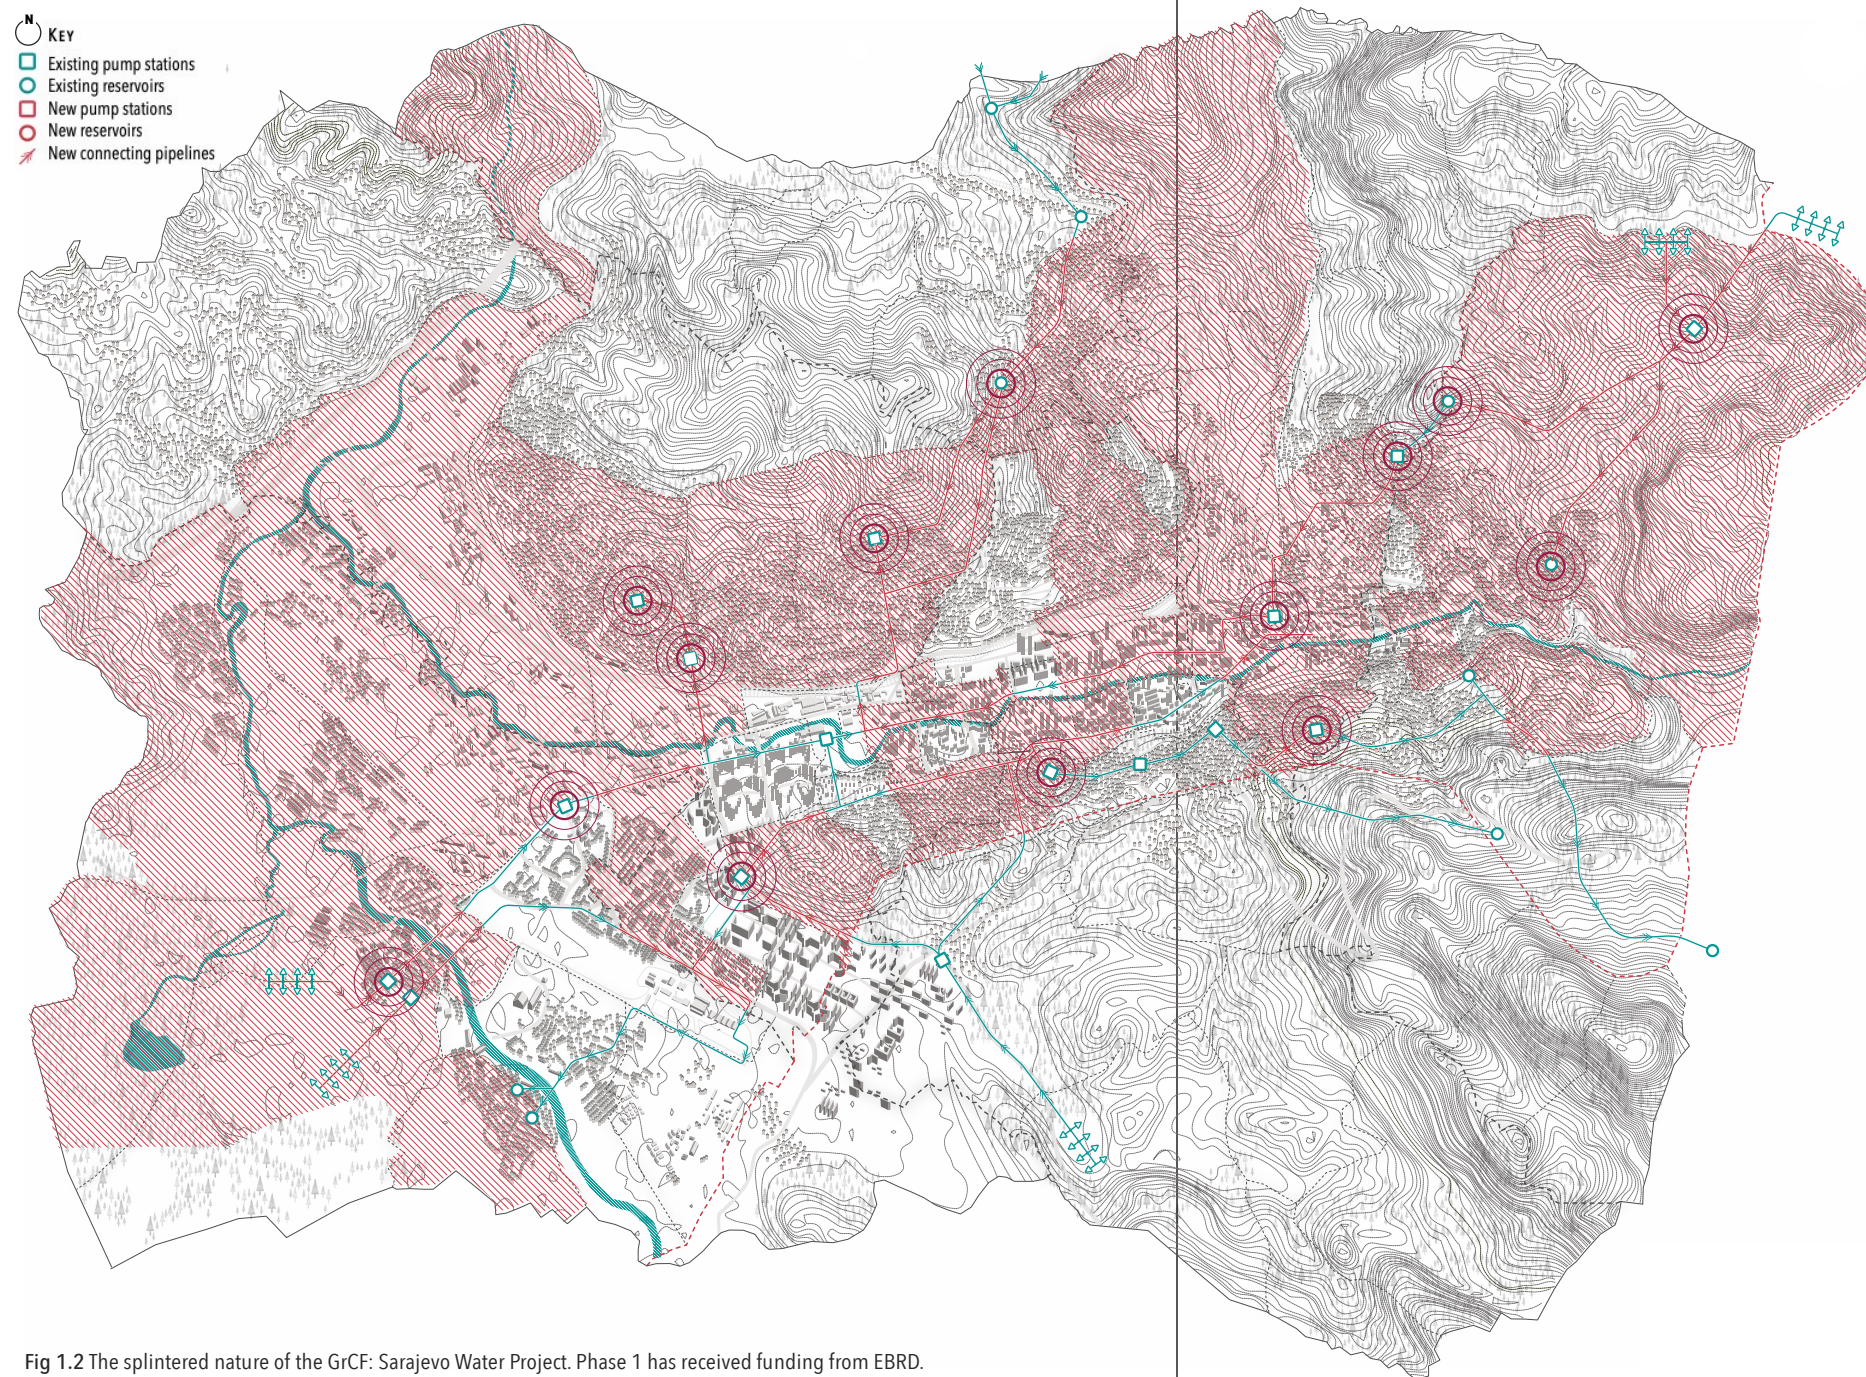 N
KEY
Existing pump stations
Existing reservoirs
New pump stations
New reservoirs
New connecting pipelines
Fig 1.2 The splintered nature of the GrCF: Sarajevo Water Project. Phase 1 has received funding from EBRD.